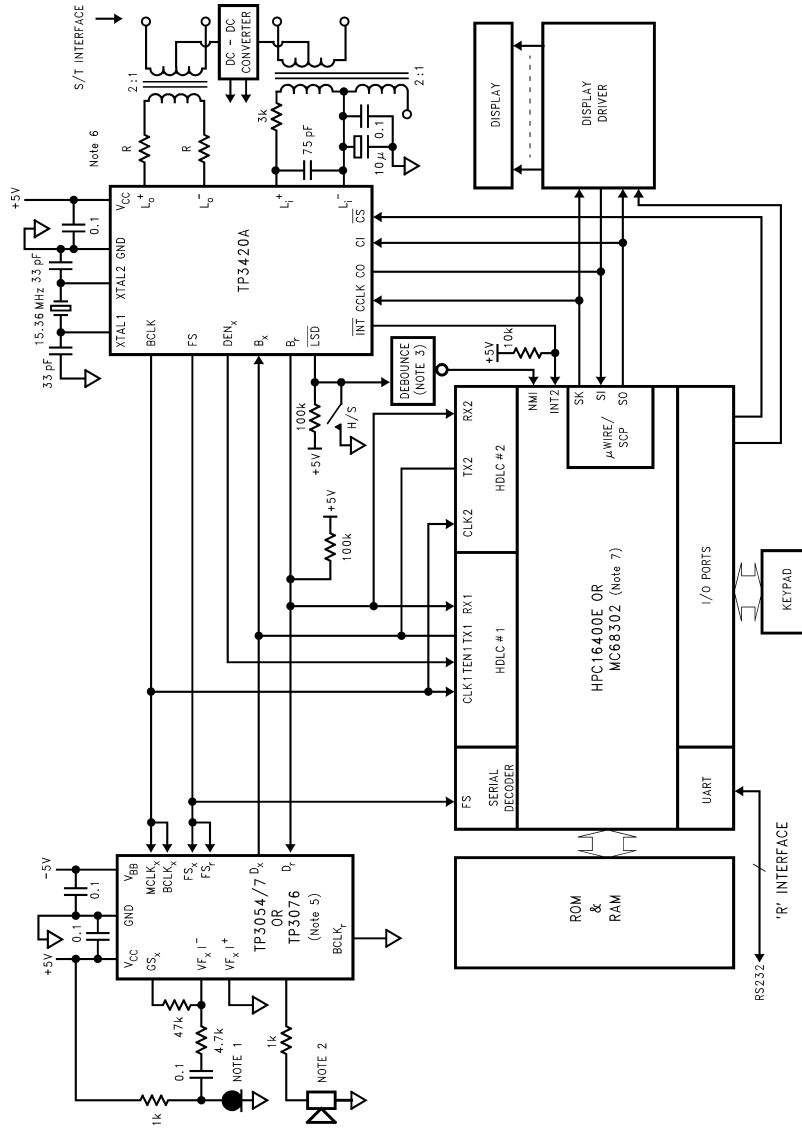 S/T INTERFACE
DC - DC
CONVERTER
2:1
2:1
Note 6
R
R
3k
75 pF
10µ
0.1
+5V
0.1
33 pF
15.36 MHz
33 pF
VCC
GND
XTAL2
XTAL1
Lo+
Lo-
Li+
Li-
TP3420A
BCLK
FS
DENX
BX
Br
LSD
INT
CCLK
CO
CI
CS
DISPLAY
DISPLAY
DRIVER
DEBOUNCE
(NOTE 3)
H/S
100k
+5V
+5V
10k
+5V
100k
NMI
INT2
SK
SI
SO
µWIRE/
SCP
RX2
TX2
CLK2
HDLC #2
RX1
TX1
TEN1
CLK1
HDLC #1
HPC16400E OR
MC68302 (Note 7)
I/O PORTS
KEYPAD
FS
SERIAL
DECODER
UART
'R' INTERFACE
RS232
ROM
&
RAM
-5V
0.1
+5V
0.1
VBB
GND
VCC
MCLKX
BCLKX
FSX
FSr
DX
Dr
TP3054/7
OR
TP3076
(Note 5)
BCLKr
GSX
VFXI-
VFXI+
47k
4.7k
0.1
1k
NOTE 1
1k
NOTE 2